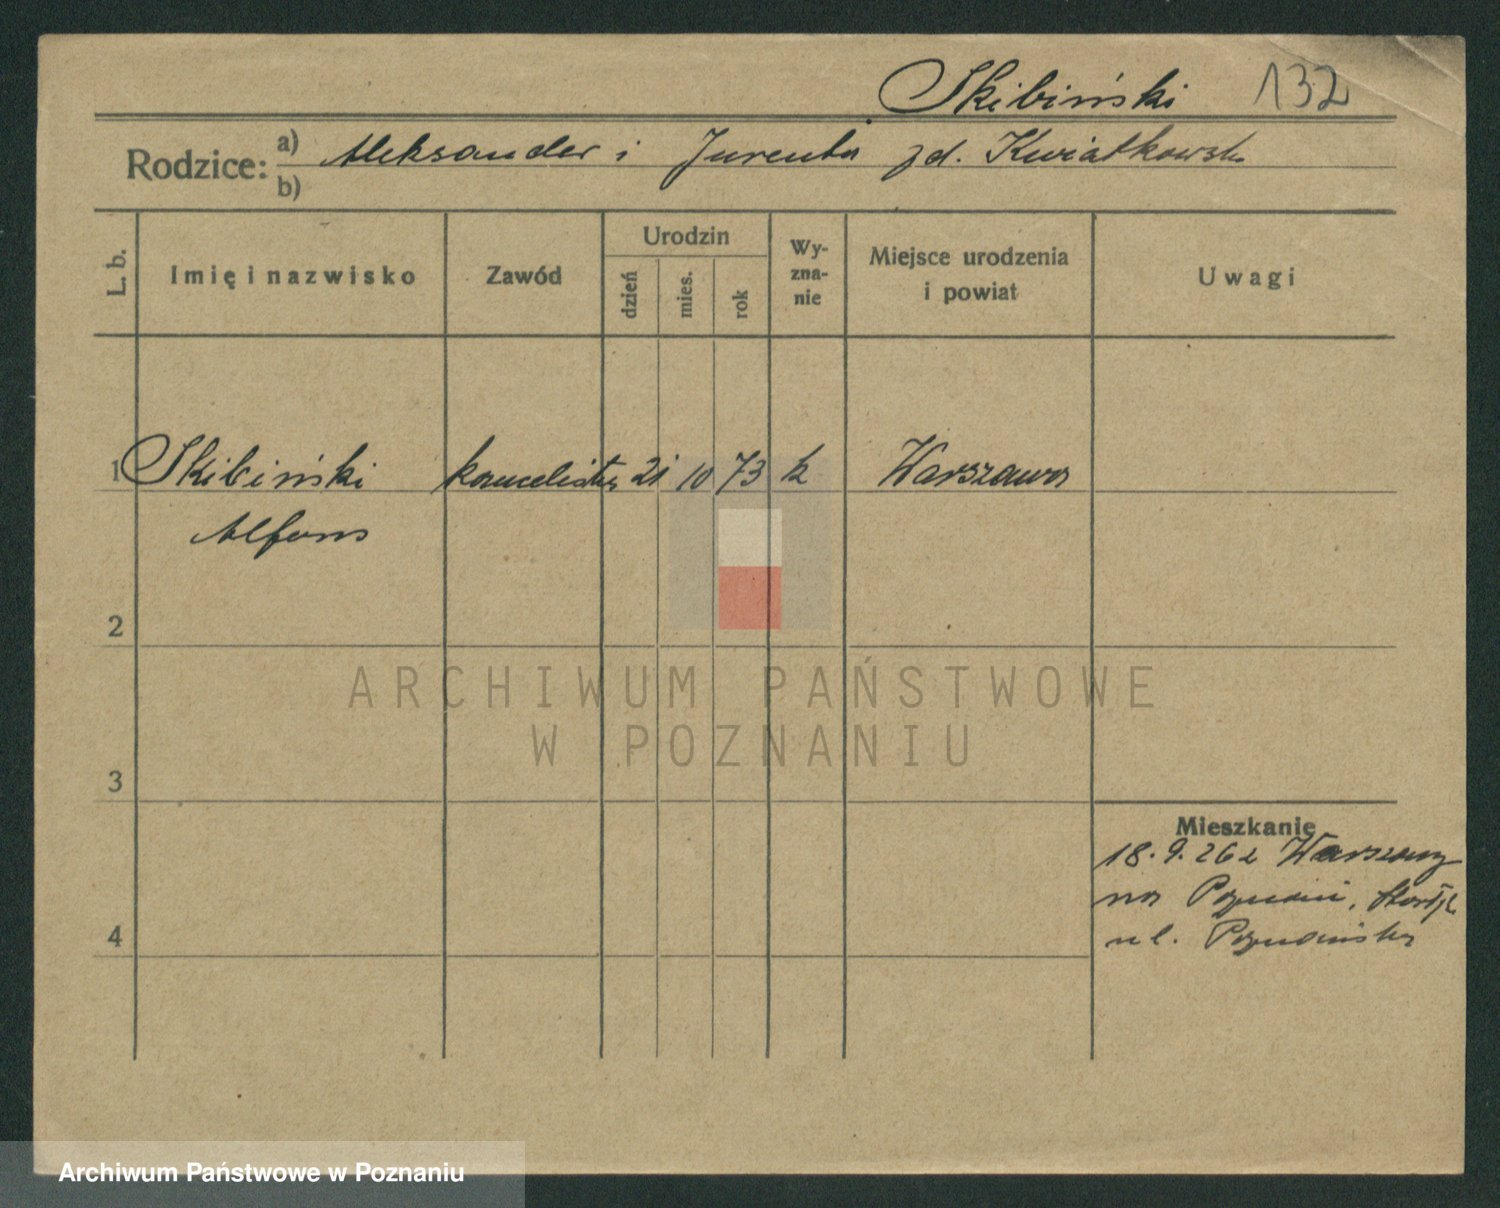 Skibiński 132
Rodzice: a) Aleksander i Jurenta zd. Kwiatkowska
b)
L. b. Imię i nazwisko Zawód Urodzin dzień mies. rok Wy-zna-nie Miejsce urodzenia i powiat Uwagi
1 Skibiński kancelista 21 10 73 k Warszawa
Alfons
2
ARCHIWUM PAŃSTWOWE
W POZNANIU
3
Mieszkanie
18. 9. 26 z Warszawy
na Poznań,
4
ul. Poznańska
Archiwum Państwowe w Poznaniu